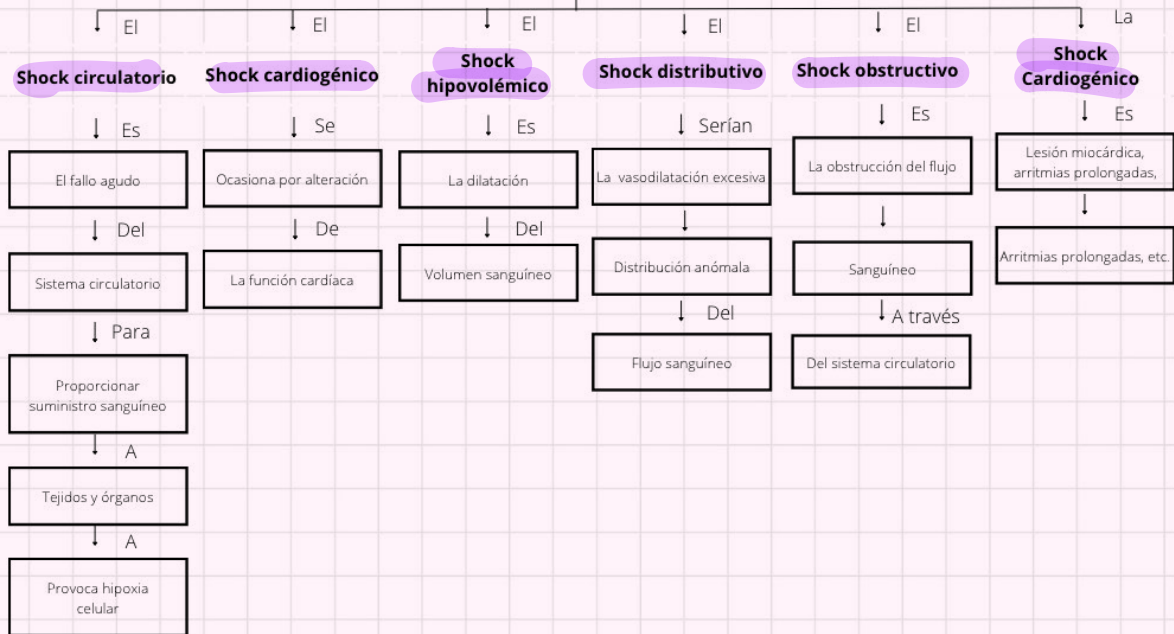 El
Shock circulatorio
Es
El fallo agudo
Del
Sistema circulatorio
Para
Proporcionar
suministro sanguíneo
A
Tejidos y órganos
A
Provoca hipoxia
celular
El
Shock cardiogénico
Se
Ocasiona por alteración
De
La función cardíaca
El
Shock
hipovolémico
Es
La dilatación
Del
Volumen sanguíneo
El
Shock distributivo
Serían
La vasodilatación excesiva
Distribución anómala
Del
Flujo sanguíneo
El
Shock obstructivo
Es
La obstrucción del flujo
Sanguíneo
A través
Del sistema circulatorio
La
Shock
Cardiogénico
Es
Lesión miocárdica,
arritmias prolongadas,
Arritmias prolongadas, etc.